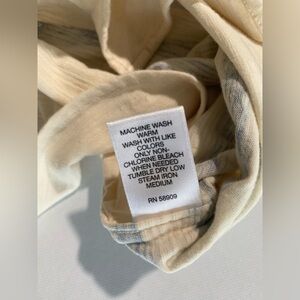 MACHINE WASH
WARM
WASH WITH LIKE
COLORS
ONLY NON-
CHLORINE BLEACH
WHEN NEEDED
TUMBLE DRY LOW
STEAM IRON
MEDIUM
RN 58909